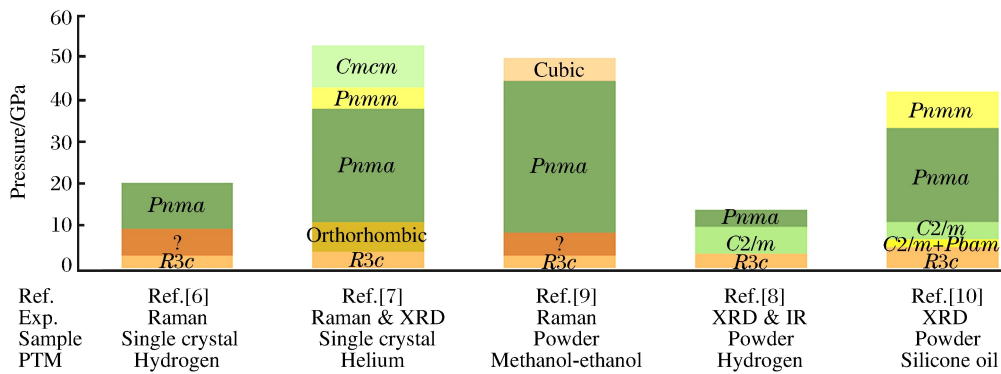 Pressure/GPa
60
50
40
30
20
10
0
Pnma
?
R3c
Cmcm
Pnmm
Pnma
Orthorhombic
R3c
Cubic
Pnma
?
R3c
Pnma
C2/m
R3c
Pnmm
Pnma
C2/m
C2/m+Pbam
R3c
Ref. Ref.[6] Ref.[7] Ref.[9] Ref.[8] Ref.[10]
Exp. Raman Raman & XRD Raman XRD & IR XRD
Sample Single crystal Single crystal Powder Powder Powder
PTM Hydrogen Helium Methanol-ethanol Hydrogen Silicone oil